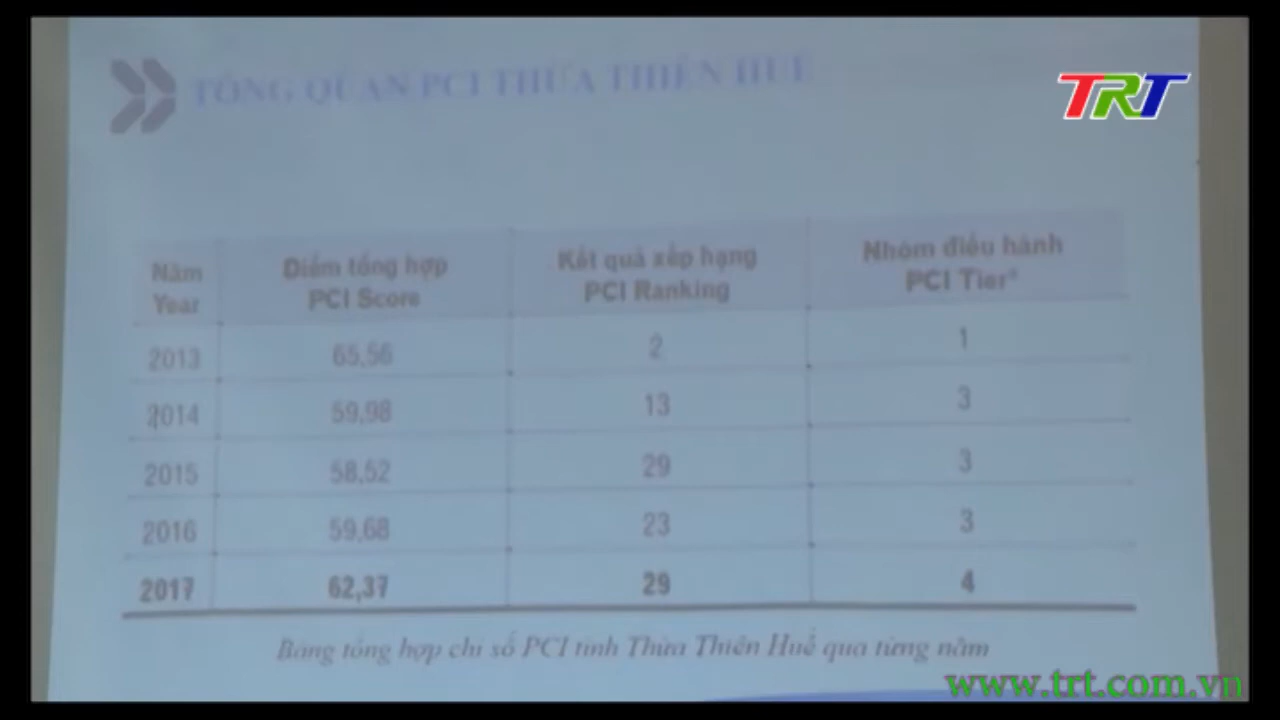 TỔNG QUAN PCI THỪA THIÊN HUẾ
TRT
Năm
Year
Điểm tổng hợp
PCI Score
Kết quả xếp hạng
PCI Ranking
Nhóm điều hành
PCI Tier*
2013 65,56 2 1
2014 59,98 13 3
2015 58,52 29 3
2016 59,68 23 3
2017 62,37 29 4
Bảng tổng hợp chỉ số PCI tỉnh Thừa Thiên Huế qua từng năm
www.trt.com.vn